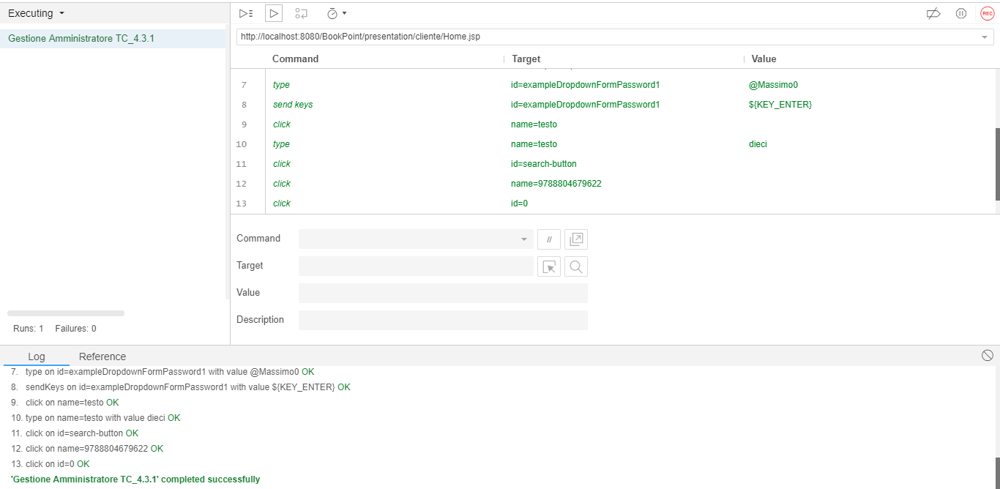 Executing
REC
Gestione Amministratore TC_4.3.1
http://localhost:8080/BookPoint/presentation/cliente/Home.jsp
Command Target Value
7 type id=exampleDropdownFormPassword1 @Massimo0
8 send keys id=exampleDropdownFormPassword1 ${KEY_ENTER}
9 click name=testo
10 type name=testo dieci
11 click id=search-button
12 click name=9788804679622
13 click id=0
Command //
Target
Value
Description
Runs: 1 Failures: 0
Log Reference
7. type on id=exampleDropdownFormPassword1 with value @Massimo0 OK
8. sendKeys on id=exampleDropdownFormPassword1 with value ${KEY_ENTER} OK
9. click on name=testo OK
10. type on name=testo with value dieci OK
11. click on id=search-button OK
12. click on name=9788804679622 OK
13. click on id=0 OK
'Gestione Amministratore TC_4.3.1' completed successfully